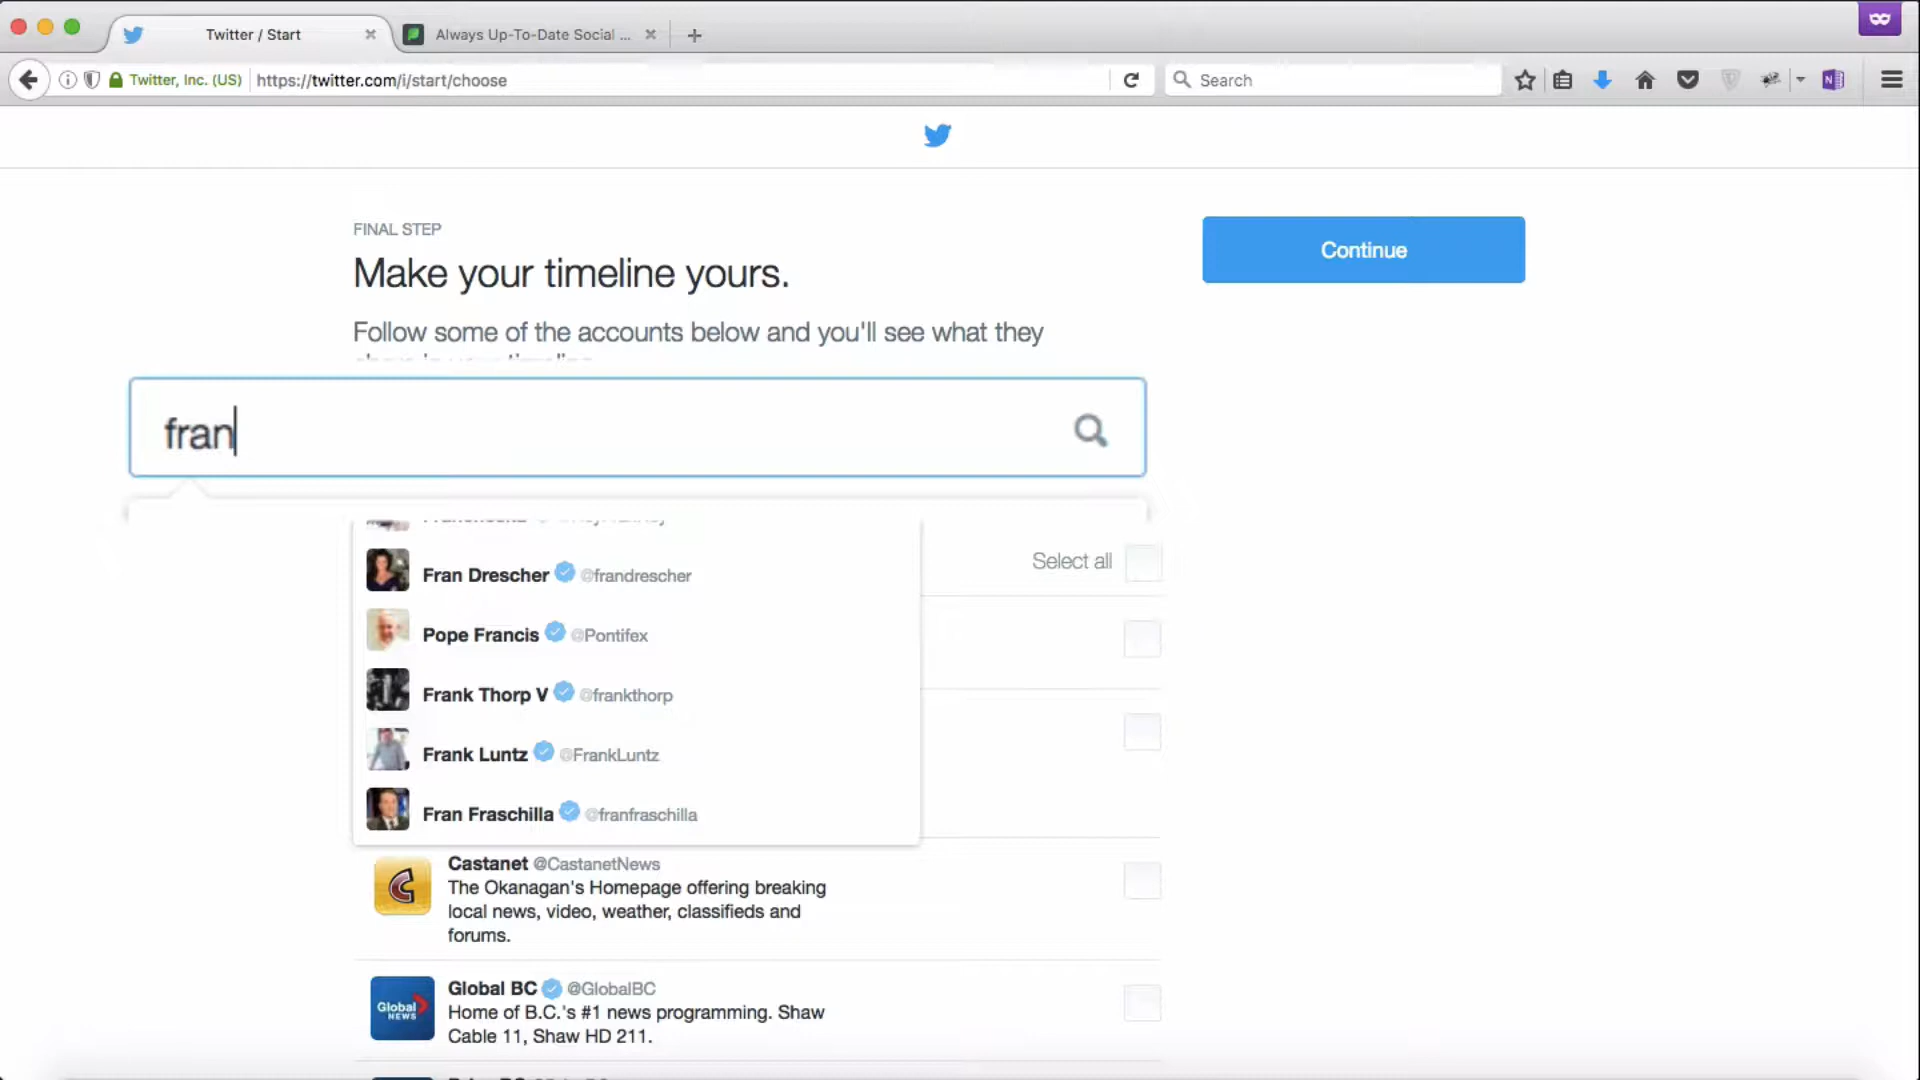 Twitter / Start
Always Up-To-Date Social ...
Twitter, Inc. (US)
https://twitter.com/i/start/choose
Search
FINAL STEP
Make your timeline yours.
Continue
Follow some of the accounts below and you'll see what they
fran
Select all
Fran Drescher @frandrescher
Pope Francis @Pontifex
Frank Thorp V @frankthorp
Frank Luntz @FrankLuntz
Fran Fraschilla @franfraschilla
Castanet @CastanetNews
The Okanagan's Homepage offering breaking
local news, video, weather, classifieds and
forums.
Global BC @GlobalBC
Global
NEWS
Home of B.C.'s #1 news programming. Shaw
Cable 11, Shaw HD 211.